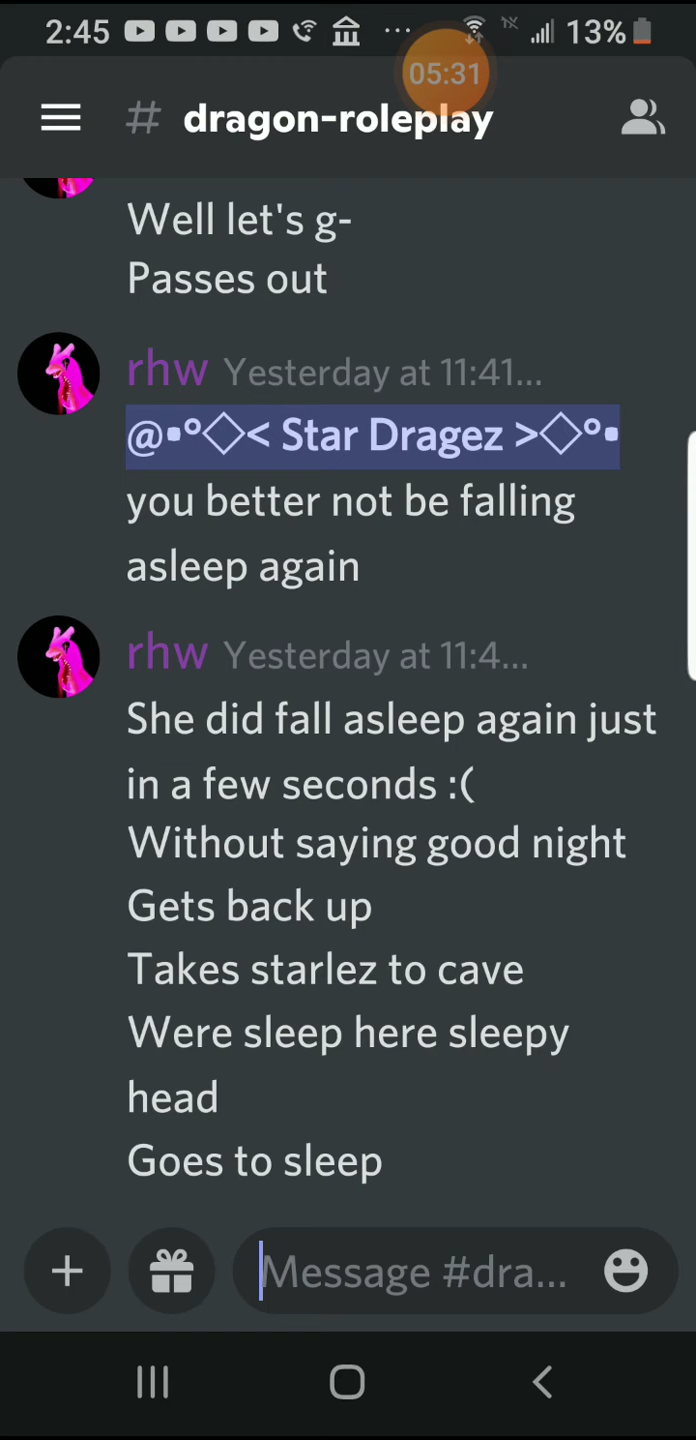 2:45 ... 13%
05:31
# dragon-roleplay
Well let's g-
Passes out
rhw Yesterday at 11:41...
@▪°◇< Star Dragez >◇°▪
you better not be falling
asleep again
rhw Yesterday at 11:4...
She did fall asleep again just
in a few seconds :(
Without saying good night
Gets back up
Takes starlez to cave
Were sleep here sleepy
head
Goes to sleep
Message #dra...